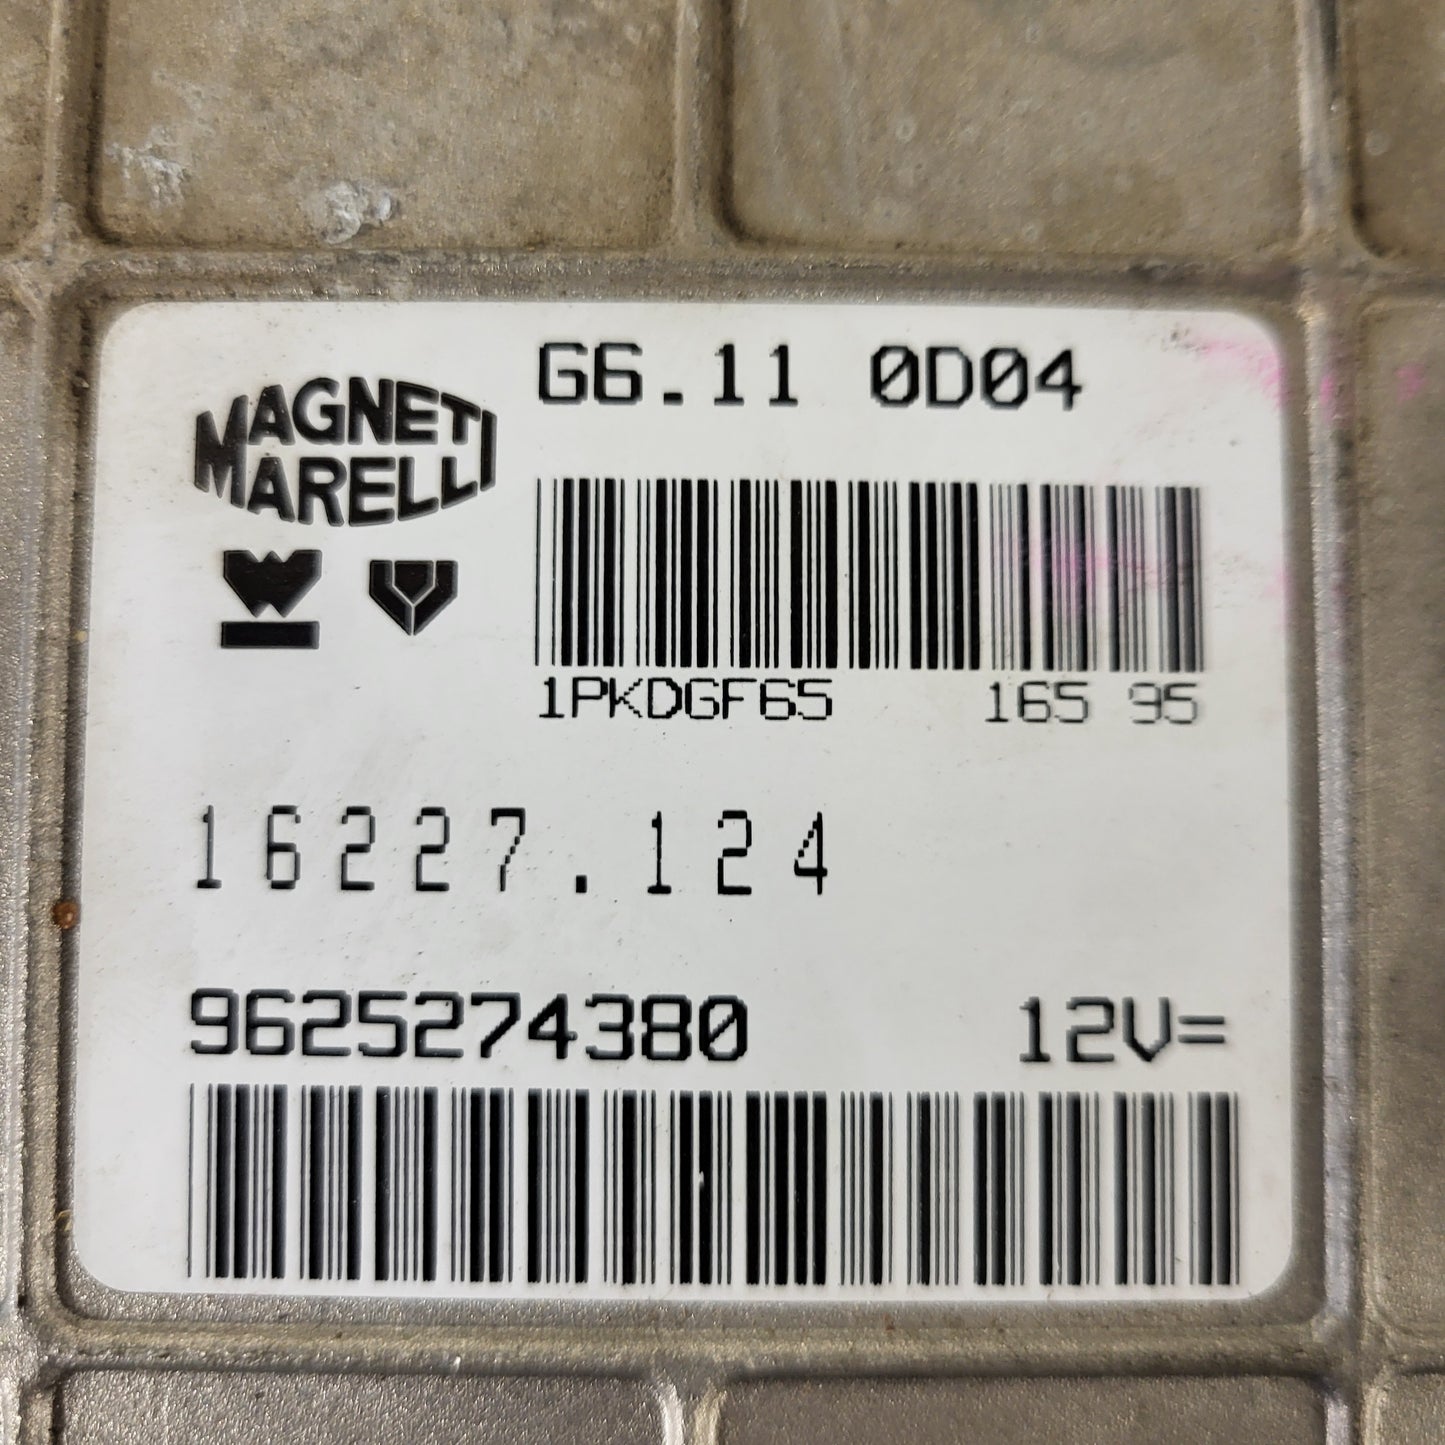 MAGNETI
MARELLI
G6.11 0D04
1PKDGF65 165 95
16227.124
9625274380 12V=